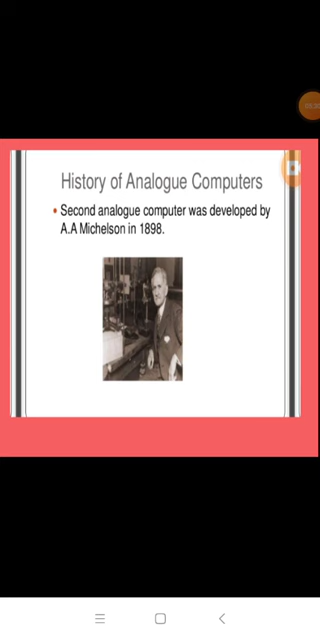 History of Analogue Computers
• Second analogue computer was developed by
A.A Michelson in 1898.